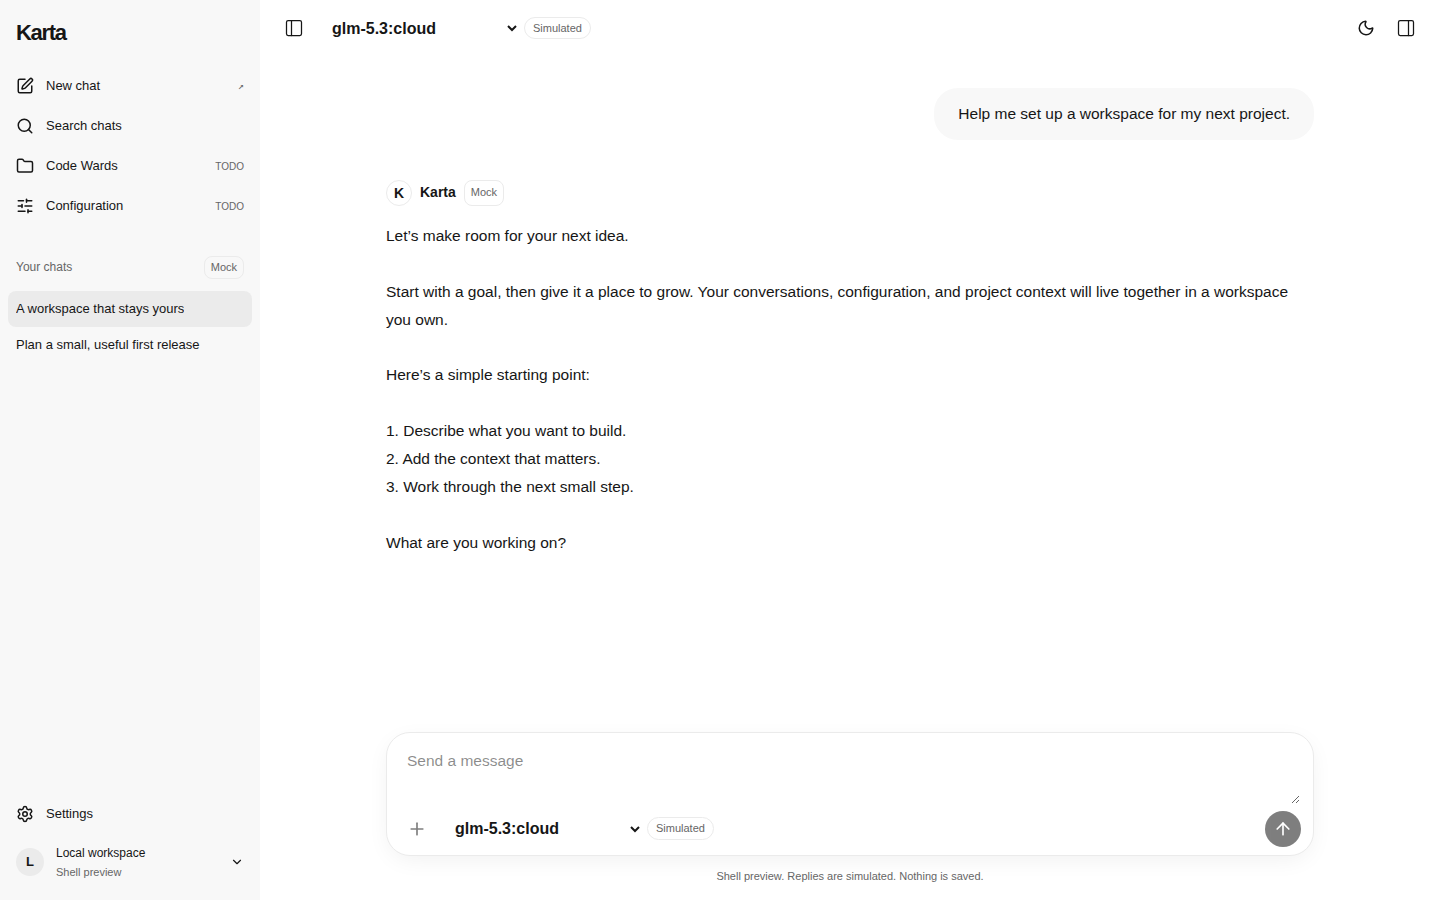 Karta
New chat
Search chats
Code Wards TODO
Configuration TODO
Your chats Mock
A workspace that stays yours
Plan a small, useful first release
Settings
L
Local workspace
Shell preview
glm-5.3:cloud Simulated
Help me set up a workspace for my next project.
K Karta Mock
Let’s make room for your next idea.
Start with a goal, then give it a place to grow. Your conversations, configuration, and project context will live together in a workspace
you own.
Here’s a simple starting point:
1. Describe what you want to build.
2. Add the context that matters.
3. Work through the next small step.
What are you working on?
Send a message
glm-5.3:cloud Simulated
Shell preview. Replies are simulated. Nothing is saved.